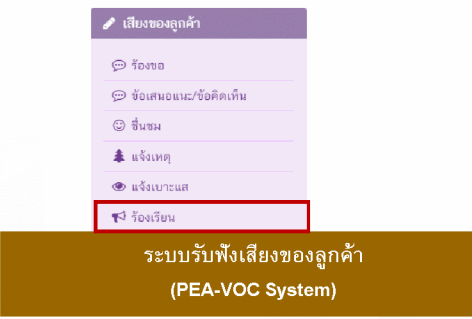 เสียงของลูกค้า
ร้องขอ
ข้อเสนอแนะ/ข้อคิดเห็น
ชื่นชม
แจ้งเหตุ
แจ้งเบาะแส
ร้องเรียน
ระบบรับฟังเสียงของลูกค้า
(PEA-VOC System)